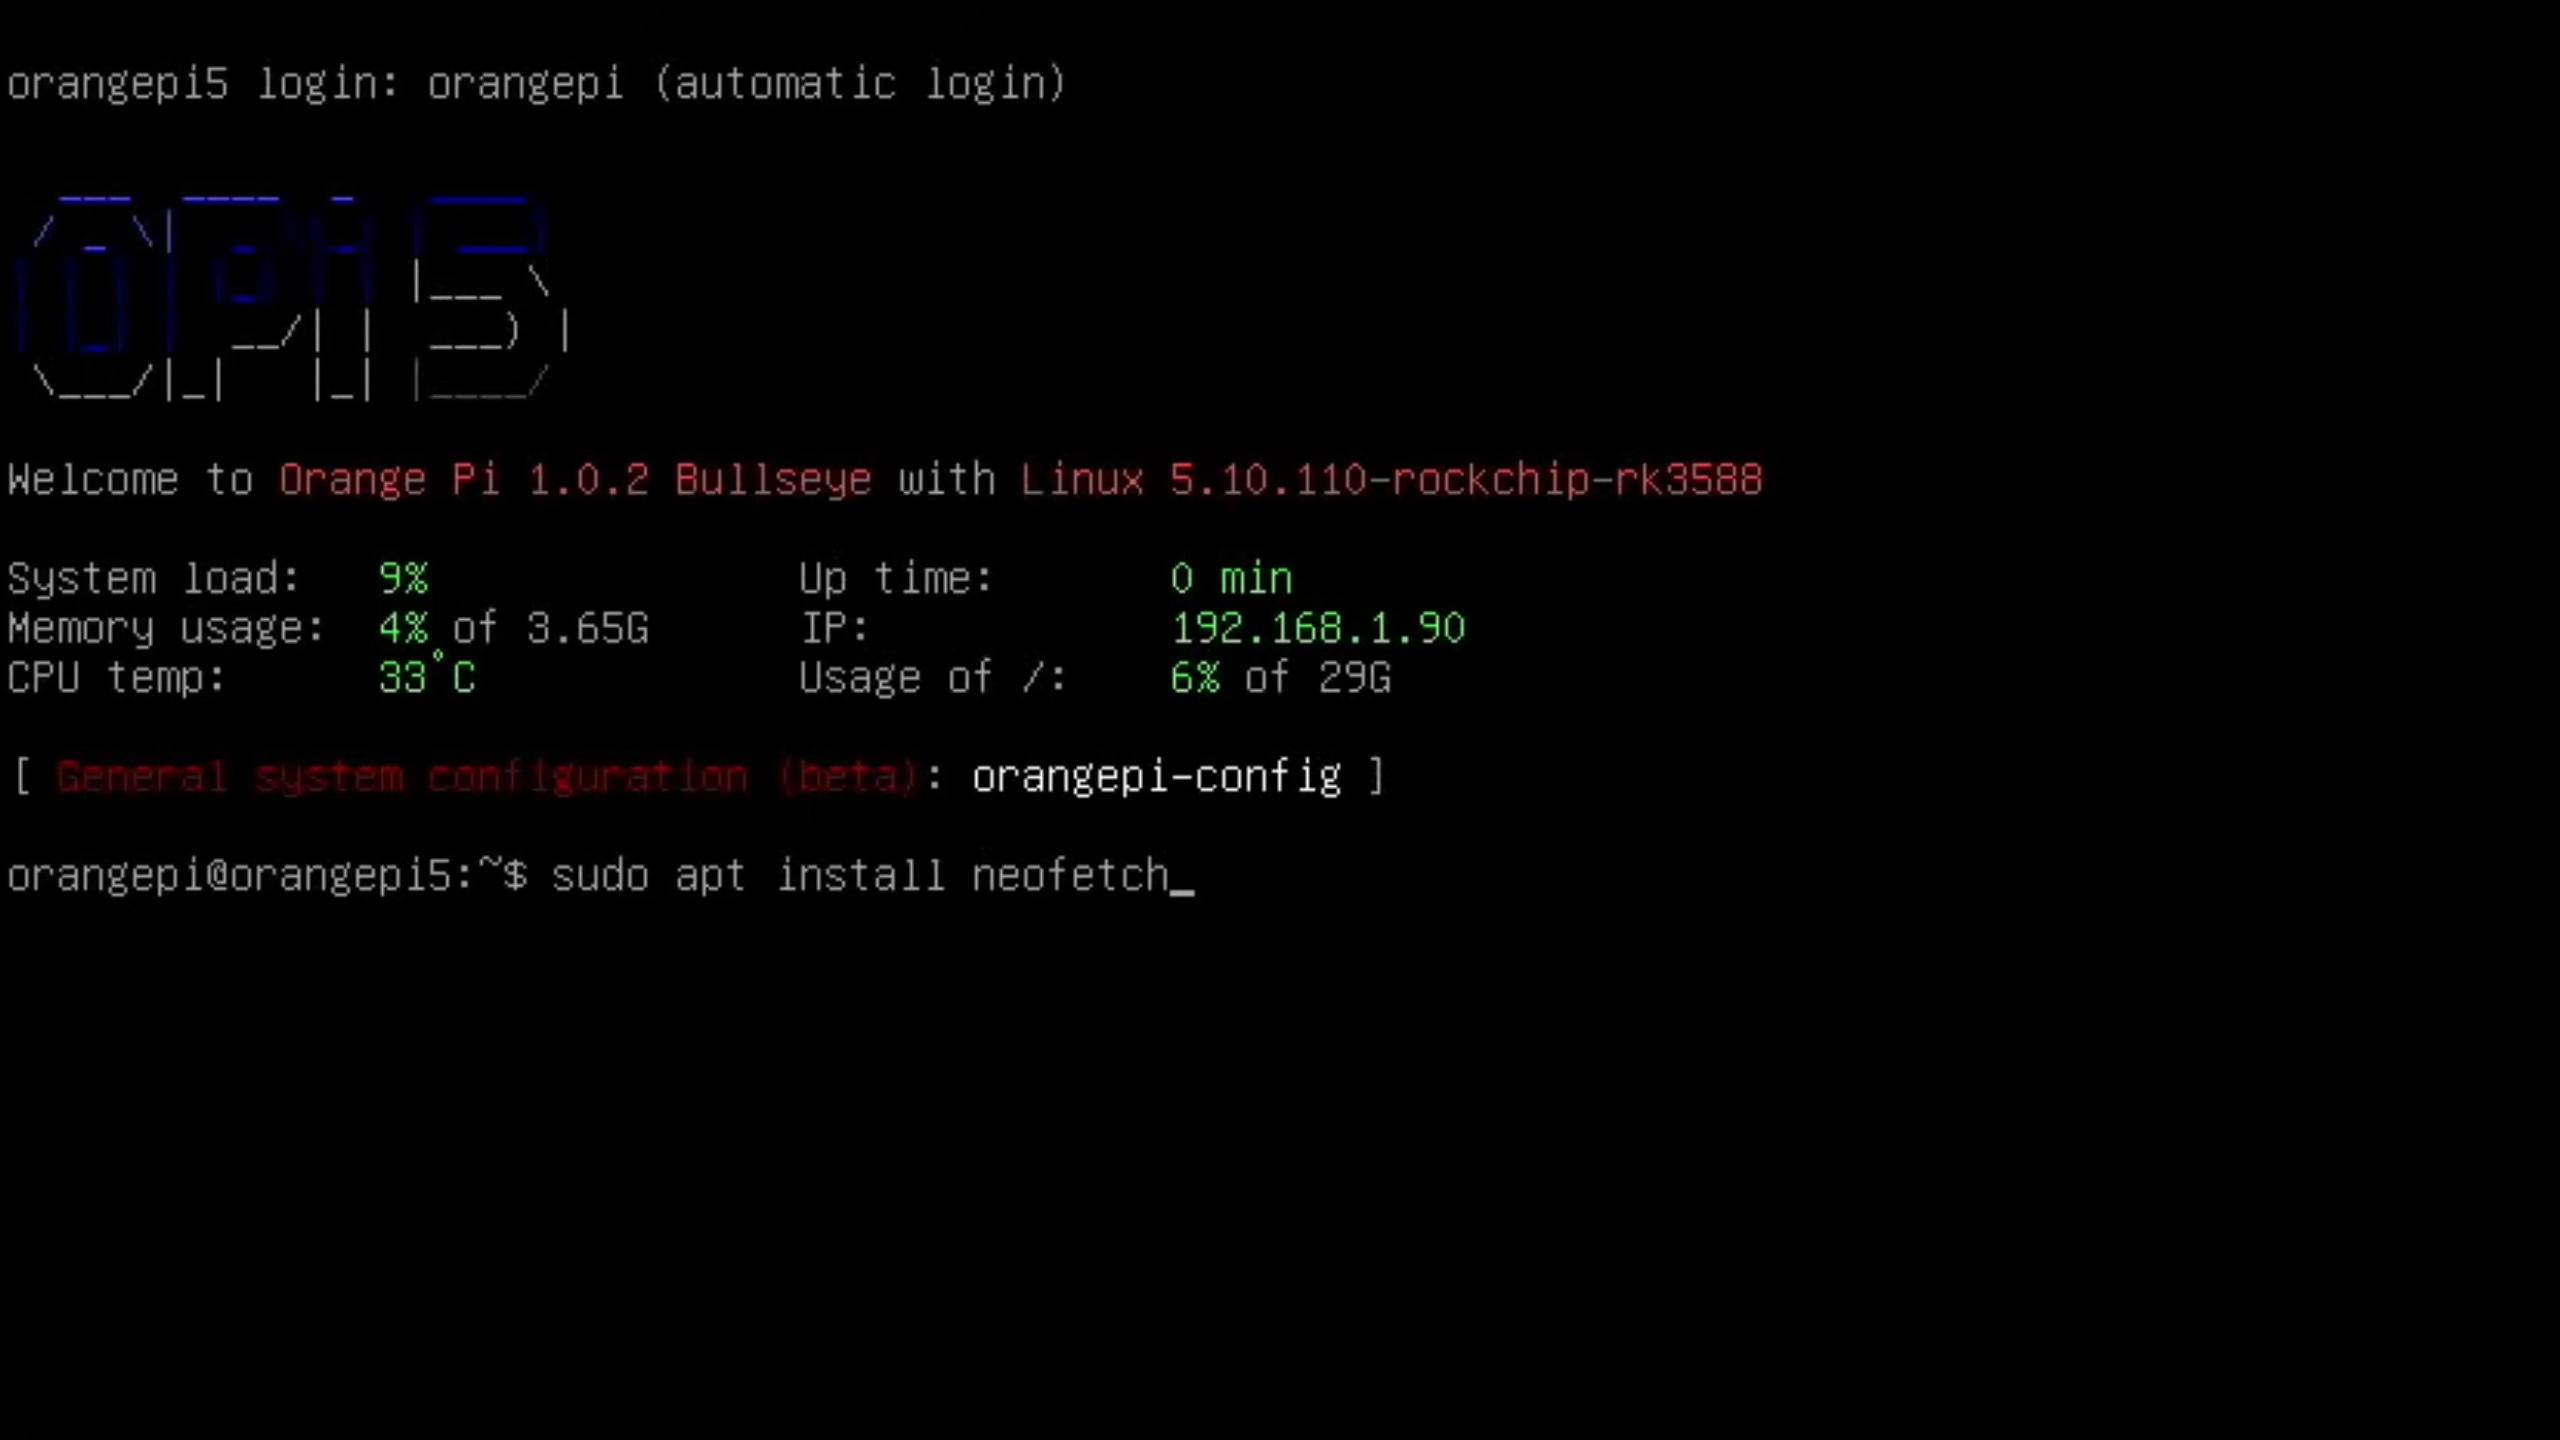 orangepi5 login: orangepi (automatic login)
OPi 5
Welcome to Orange Pi 1.0.2 Bullseye with Linux 5.10.110-rockchip-rk3588
System load: 9% Up time: 0 min
Memory usage: 4% of 3.65G IP: 192.168.1.90
CPU temp: 33°C Usage of /: 6% of 29G
[ General system configuration (beta): orangepi-config ]
orangepi@orangepi5:~$ sudo apt install neofetch_